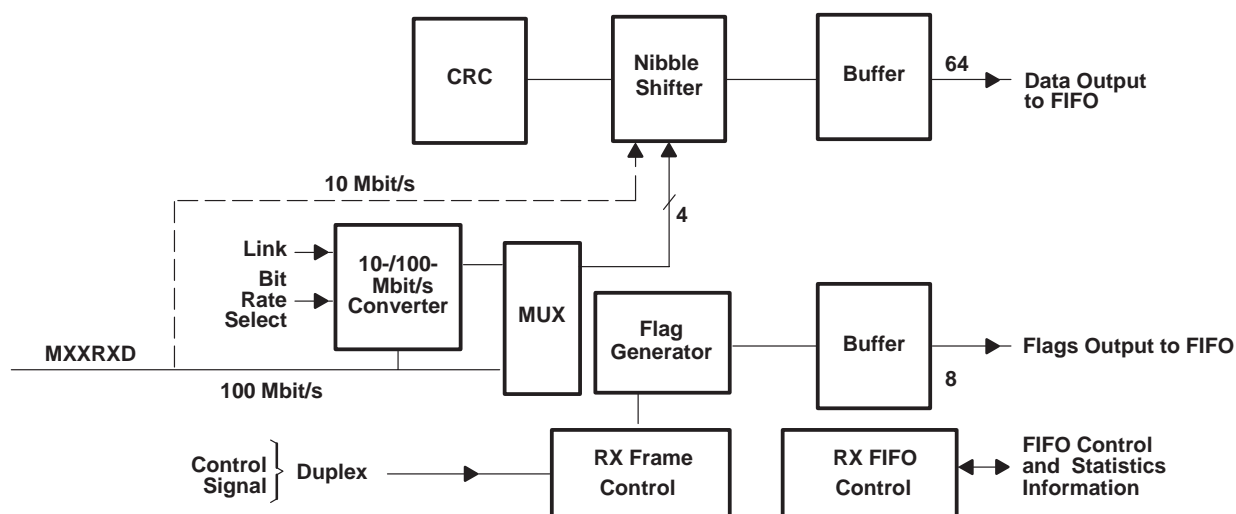 CRC
Nibble
Shifter
Buffer
64
Data Output
to FIFO
10 Mbit/s
4
Link
Bit
Rate
Select
10-/100-
Mbit/s
Converter
MUX
Flag
Generator
Buffer
8
Flags Output to FIFO
MXXRXD
100 Mbit/s
Control
Signal
Duplex
RX Frame
Control
RX FIFO
Control
FIFO Control
and Statistics
Information